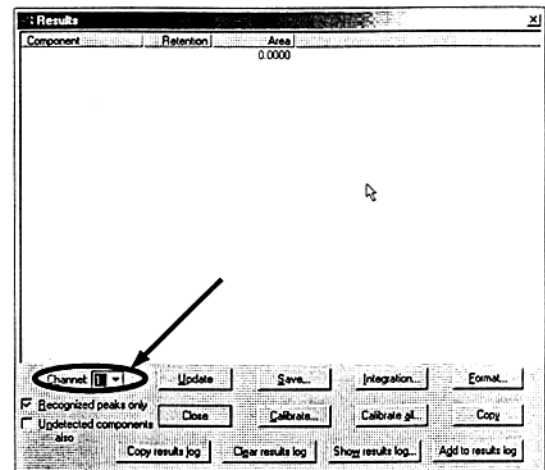 Results
Component Retention Area
0.0000
Channel: 1 Update Save... Integration... Format...
Recognized peaks only Close Calibrate... Calibrate all... Copy
Undetected components also
Copy results log Clear results log Show results log... Add to results log